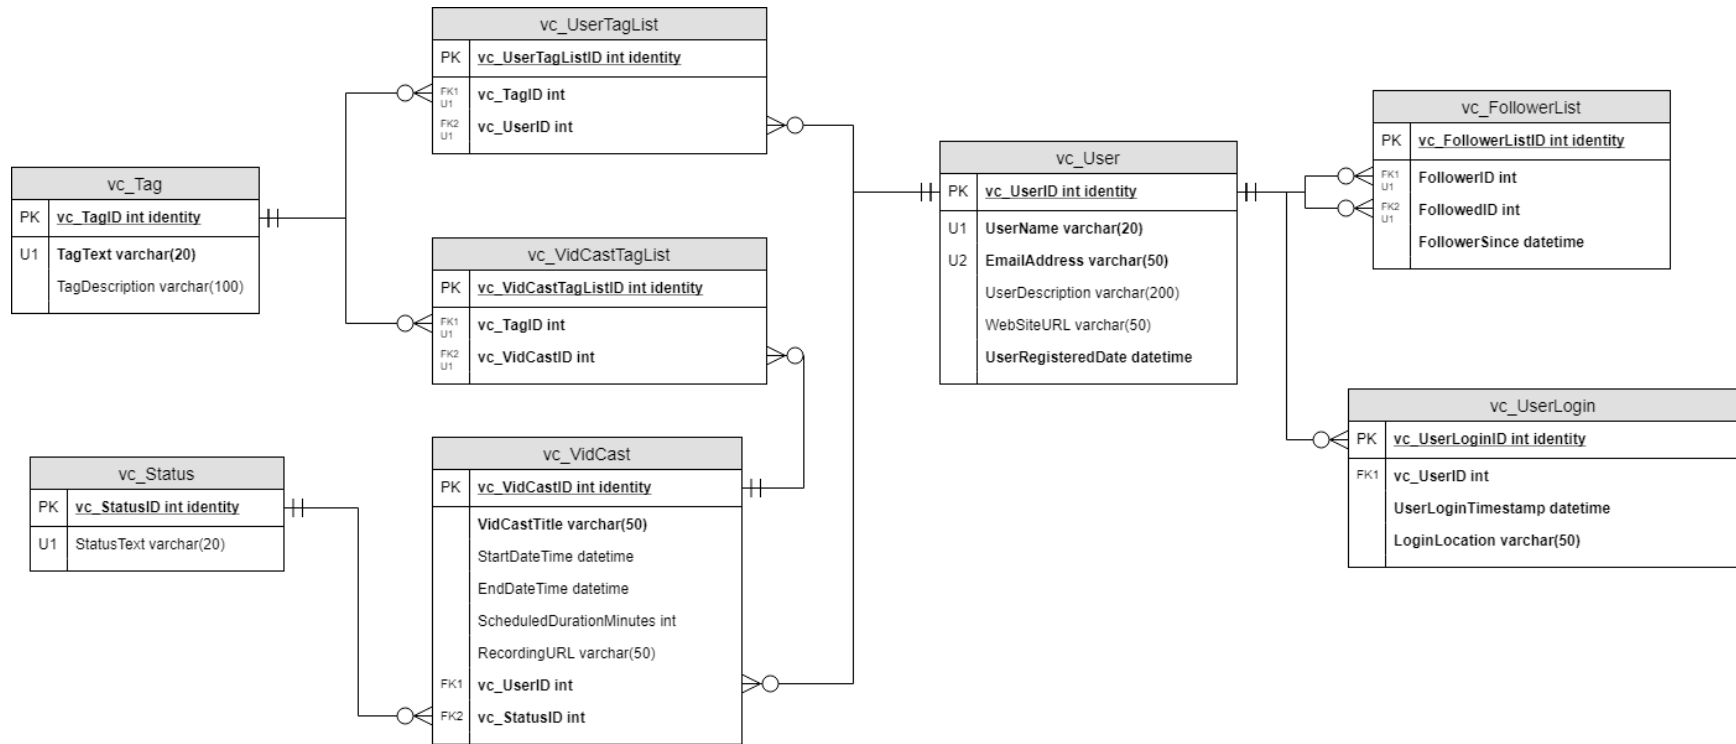 vc_UserTagList
PK vc_UserTagListID int identity
FK1 U1 vc_TagID int
FK2 U1 vc_UserID int
vc_Tag
PK vc_TagID int identity
U1 TagText varchar(20)
TagDescription varchar(100)
vc_VidCastTagList
PK vc_VidCastTagListID int identity
FK1 U1 vc_TagID int
FK2 U1 vc_VidCastID int
vc_Status
PK vc_StatusID int identity
U1 StatusText varchar(20)
vc_VidCast
PK vc_VidCastID int identity
VidCastTitle varchar(50)
StartDateTime datetime
EndDateTime datetime
ScheduledDurationMinutes int
RecordingURL varchar(50)
FK1 vc_UserID int
FK2 vc_StatusID int
vc_User
PK vc_UserID int identity
U1 UserName varchar(20)
U2 EmailAddress varchar(50)
UserDescription varchar(200)
WebSiteURL varchar(50)
UserRegisteredDate datetime
vc_FollowerList
PK vc_FollowerListID int identity
FK1 U1 FollowerID int
FK2 U1 FollowedID int
FollowerSince datetime
vc_UserLogin
PK vc_UserLoginID int identity
FK1 vc_UserID int
UserLoginTimestamp datetime
LoginLocation varchar(50)